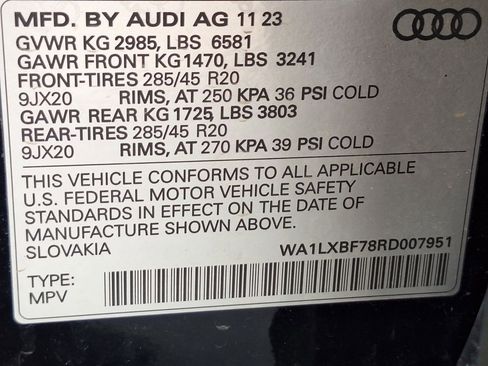 MFD. BY AUDI AG 11 23
GVWR KG 2985, LBS 6581
GAWR FRONT KG 1470, LBS 3241
FRONT-TIRES 285/45 R20
9JX20 RIMS, AT 250 KPA 36 PSI COLD
GAWR REAR KG 1725, LBS 3803
REAR-TIRES 285/45 R20
9JX20 RIMS, AT 270 KPA 39 PSI COLD
THIS VEHICLE CONFORMS TO ALL APPLICABLE
U.S. FEDERAL MOTOR VEHICLE SAFETY
STANDARDS IN EFFECT ON THE DATE OF
MANUFACTURE SHOWN ABOVE.
SLOVAKIA WA1LXBF78RD007951
TYPE:
MPV